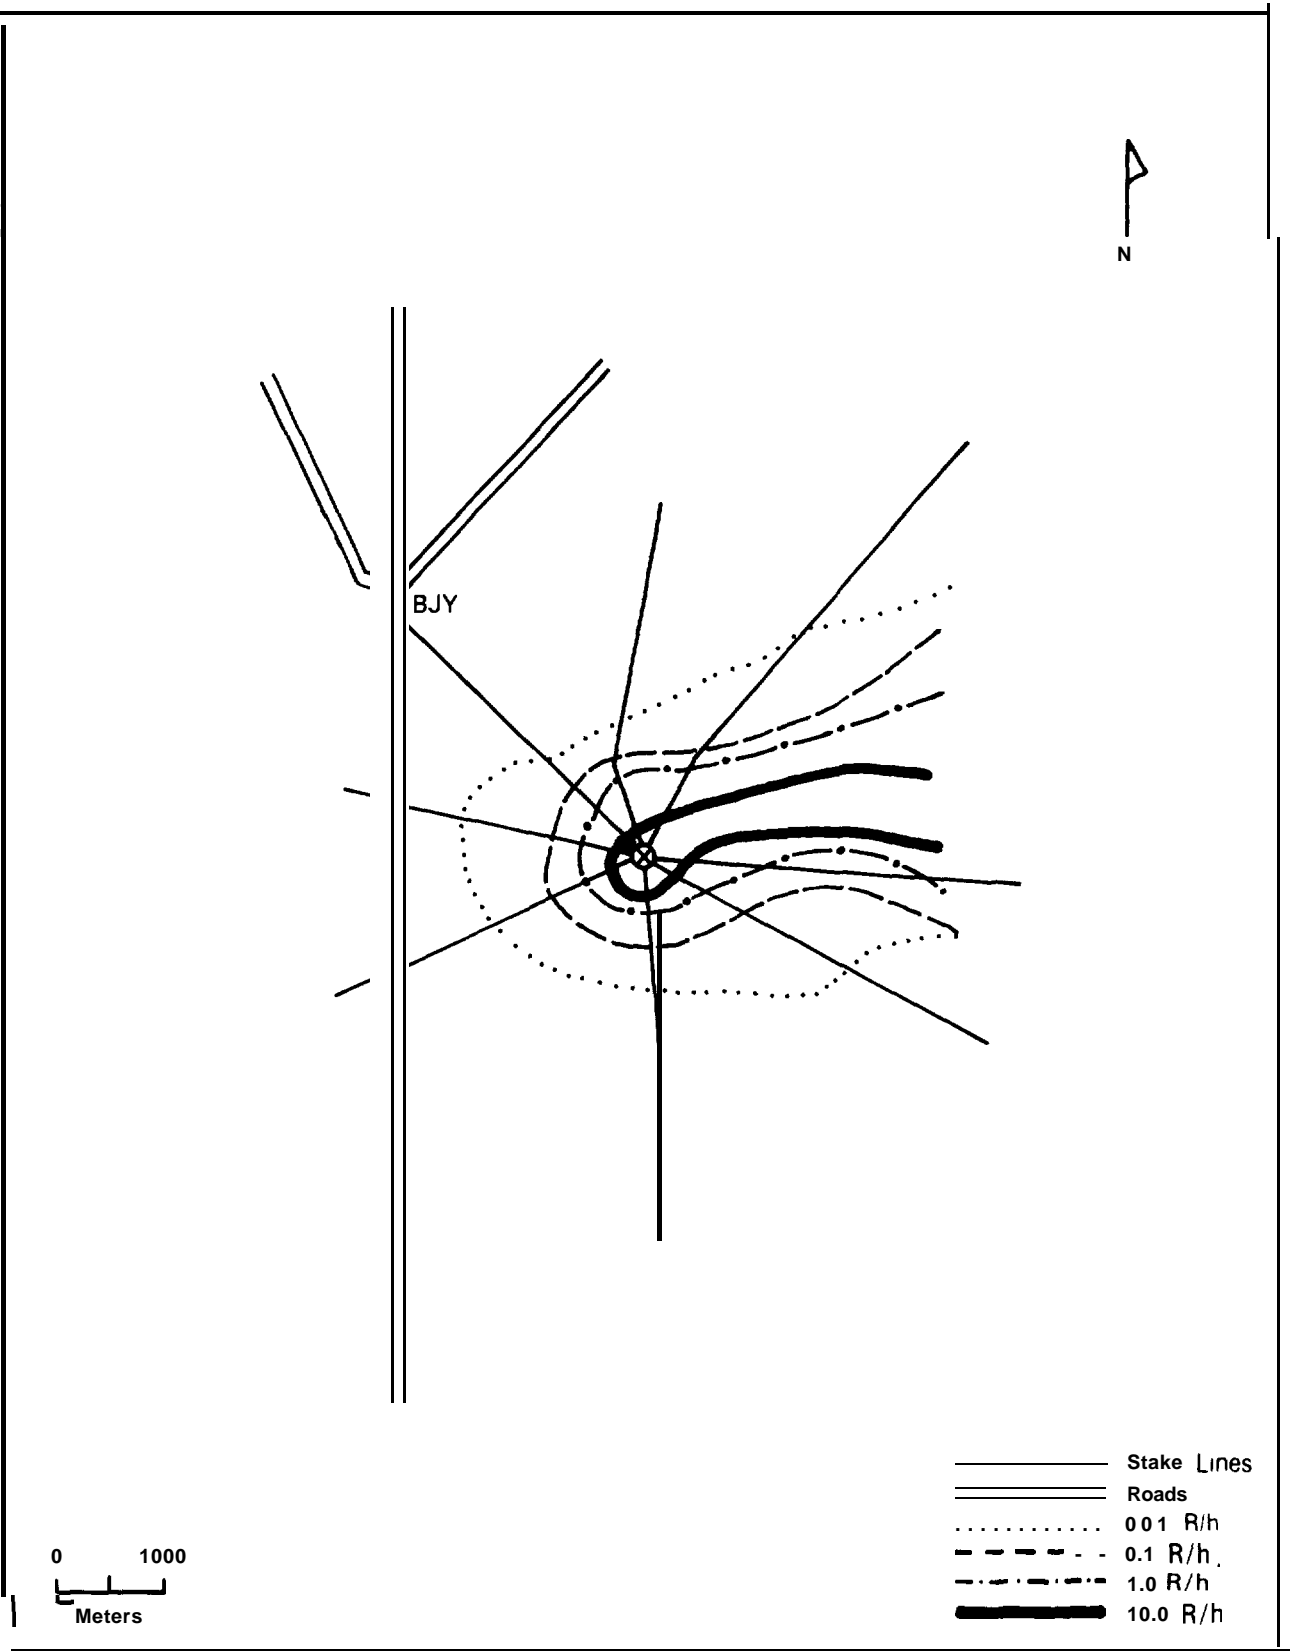 N
BJY
Stake Lines
Roads
0 0 1 R/h
0.1 R/h.
1.0 R/h
10.0 R/h
0 1000
Meters